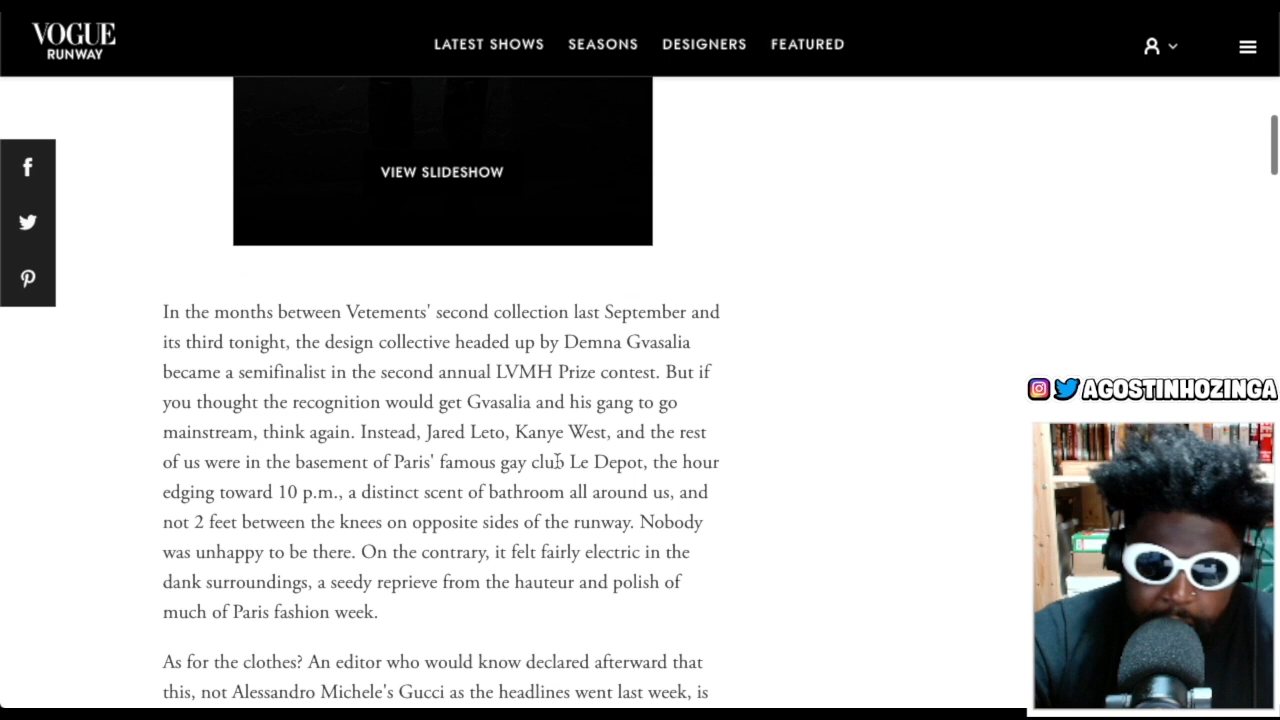 VOGUE
RUNWAY
LATEST SHOWS SEASONS DESIGNERS FEATURED
VIEW SLIDESHOW
In the months between Vetements' second collection last September and
its third tonight, the design collective headed up by Demna Gvasalia
became a semifinalist in the second annual LVMH Prize contest. But if
you thought the recognition would get Gvasalia and his gang to go
mainstream, think again. Instead, Jared Leto, Kanye West, and the rest
of us were in the basement of Paris' famous gay club Le Depot, the hour
edging toward 10 p.m., a distinct scent of bathroom all around us, and
not 2 feet between the knees on opposite sides of the runway. Nobody
was unhappy to be there. On the contrary, it felt fairly electric in the
dank surroundings, a seedy reprieve from the hauteur and polish of
much of Paris fashion week.
As for the clothes? An editor who would know declared afterward that
this, not Alessandro Michele's Gucci as the headlines went last week, is
AGOSTINHOZINGA